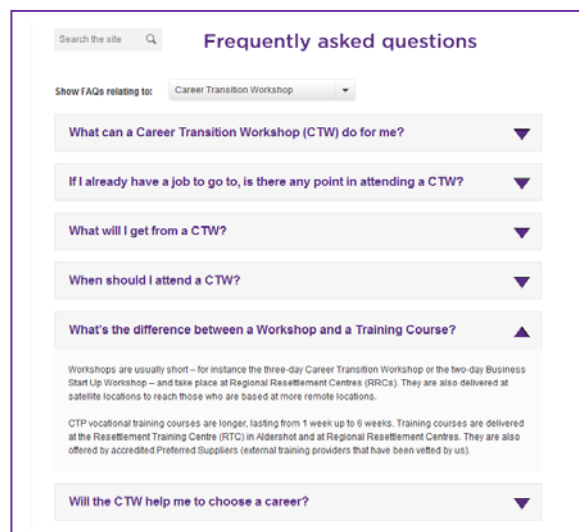 Search the site
Frequently asked questions
Show FAQs relating to:
Career Transition Workshop
What can a Career Transition Workshop (CTW) do for me?
If I already have a job to go to, is there any point in attending a CTW?
What will I get from a CTW?
When should I attend a CTW?
What's the difference between a Workshop and a Training Course?
Workshops are usually short – for instance the three-day Career Transition Workshop or the two-day Business
Start Up Workshop – and take place at Regional Resettlement Centres (RRCs). They are also delivered at
satellite locations to reach those who are based at more remote locations.
CTP vocational training courses are longer, lasting from 1 week up to 6 weeks. Training courses are delivered
at the Resettlement Training Centre (RTC) in Aldershot and at Regional Resettlement Centres. They are also
offered by accredited Preferred Suppliers (external training providers that have been vetted by us).
Will the CTW help me to choose a career?